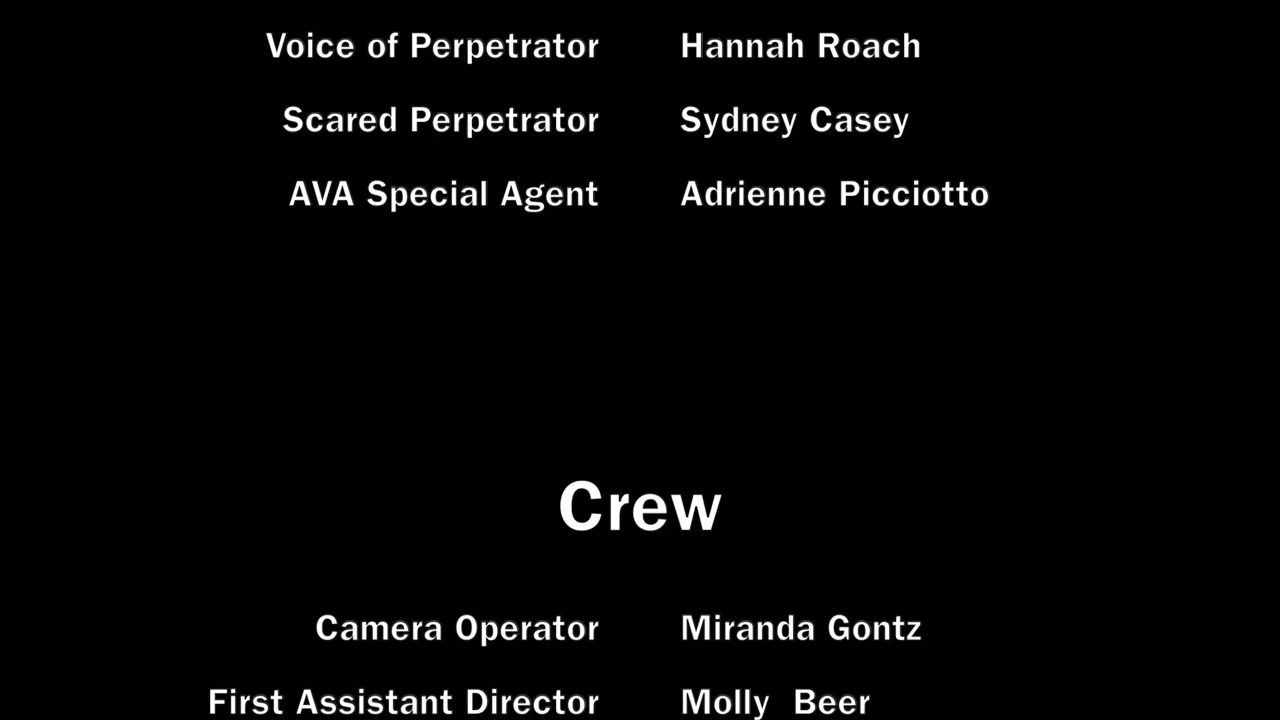 Voice of Perpetrator Hannah Roach
Scared Perpetrator Sydney Casey
AVA Special Agent Adrienne Picciotto
Crew
Camera Operator Miranda Gontz
First Assistant Director Molly  Beer